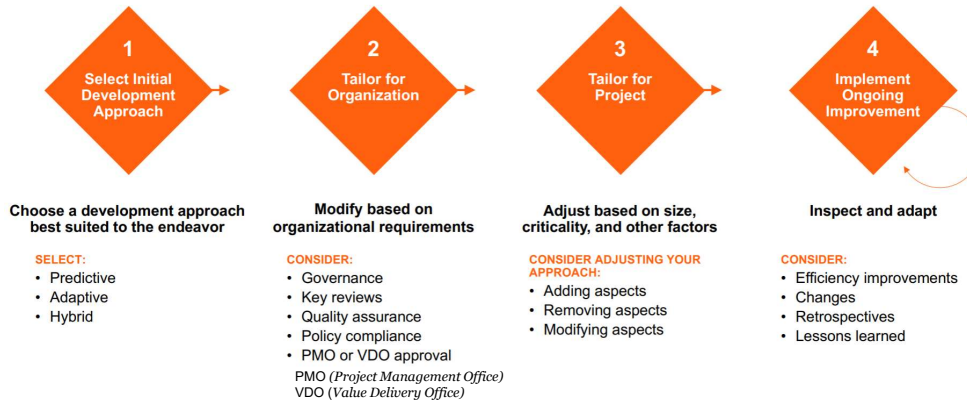 1
Select Initial
Development
Approach
Choose a development approach
best suited to the endeavor
SELECT:
• Predictive
• Adaptive
• Hybrid
2
Tailor for
Organization
Modify based on
organizational requirements
CONSIDER:
• Governance
• Key reviews
• Quality assurance
• Policy compliance
• PMO or VDO approval
PMO (Project Management Office)
VDO (Value Delivery Office)
3
Tailor for
Project
Adjust based on size,
criticality, and other factors
CONSIDER ADJUSTING YOUR
APPROACH:
• Adding aspects
• Removing aspects
• Modifying aspects
4
Implement
Ongoing
Improvement
Inspect and adapt
CONSIDER:
• Efficiency improvements
• Changes
• Retrospectives
• Lessons learned